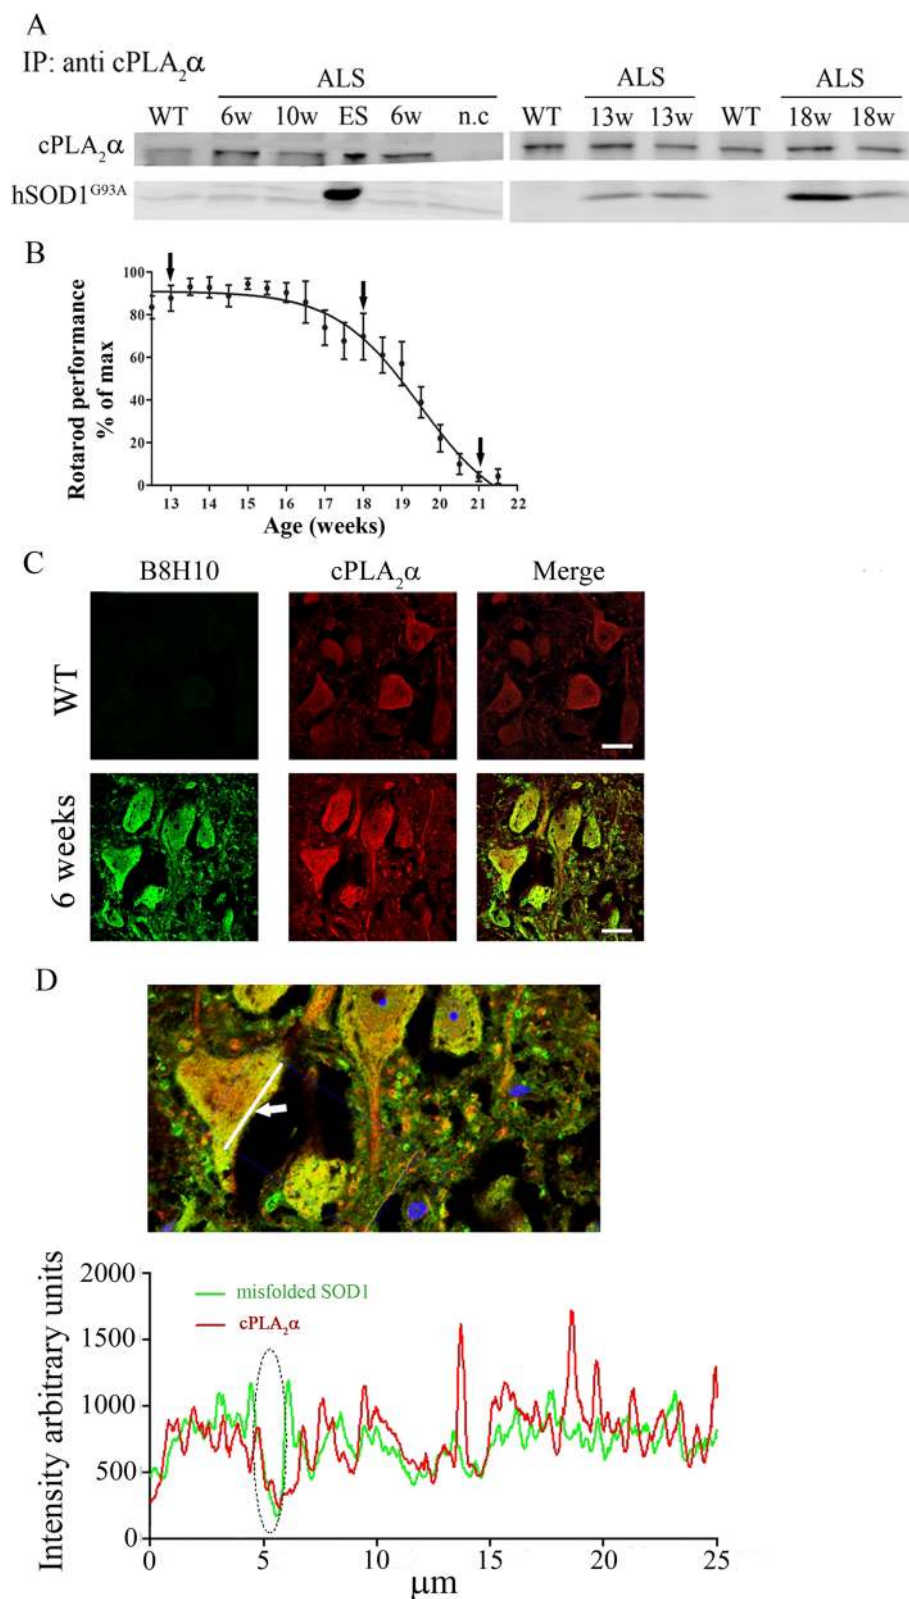 A
IP: anti cPLA₂α
ALS ALS ALS
WT 6w 10w ES 6w n.c WT 13w 13w WT 18w 18w
cPLA₂α
hSOD1ᴳ⁹³ᴬ
B
Rotarod performance
% of max
100
80
60
40
20
0
13 14 15 16 17 18 19 20 21 22
Age (weeks)
C
B8H10 cPLA₂α Merge
WT
6 weeks
D
Intensity arbitrary units
2000
1500
1000
500
0
misfolded SOD1
cPLA₂α
0 5 10 15 20 25
µm